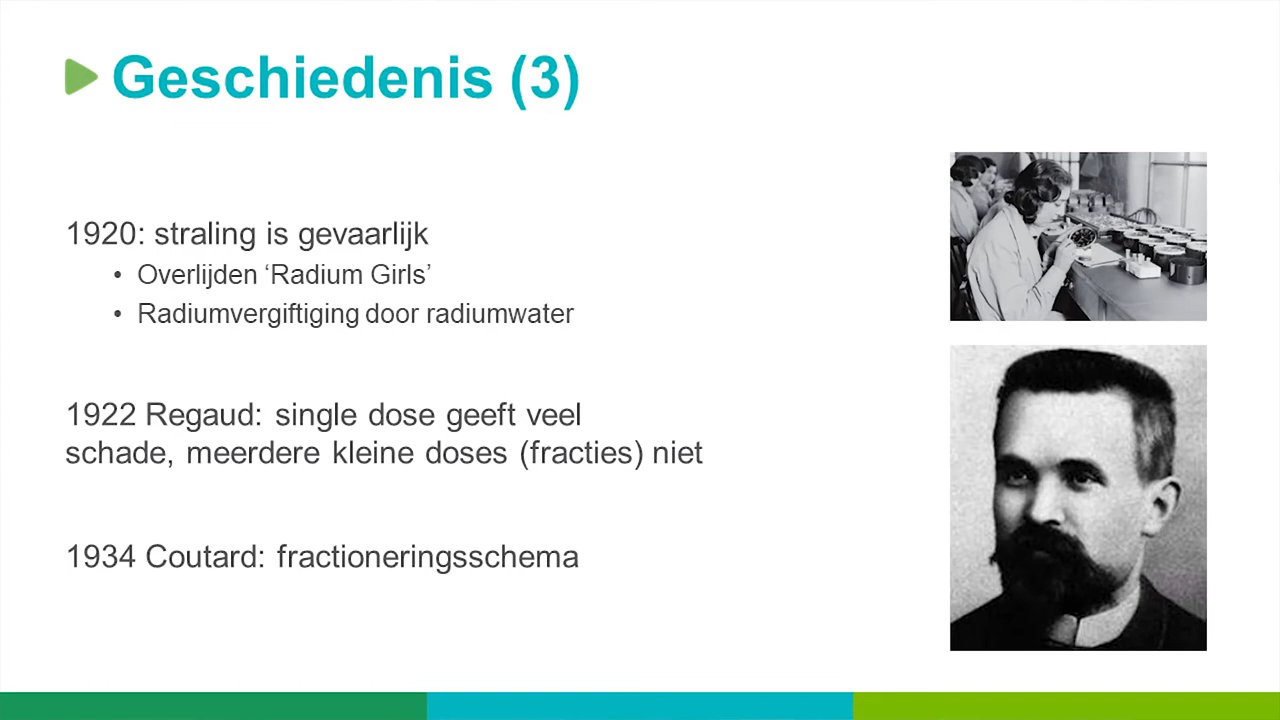 Geschiedenis (3)
1920: straling is gevaarlijk
• Overlijden ‘Radium Girls’
• Radiumvergiftiging door radiumwater
1922 Regaud: single dose geeft veel
schade, meerdere kleine doses (fracties) niet
1934 Coutard: fractioneringsschema